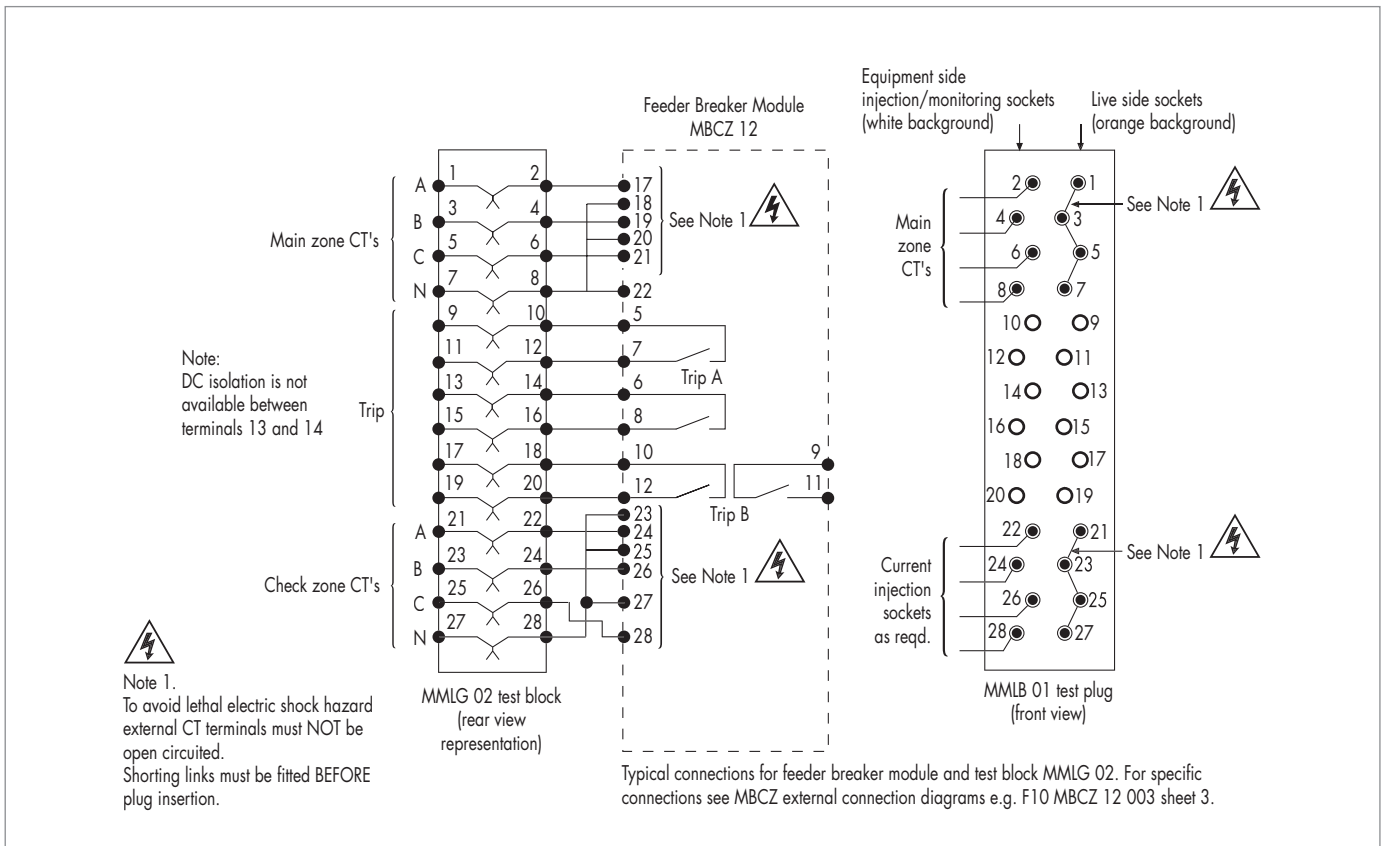 Equipment side
injection/monitoring sockets
(white background)
Live side sockets
(orange background)
Feeder Breaker Module
MBCZ 12
Main zone CT's
A 1 2 17
18
B 3 4 19
20
C 5 6 21
N 7 8 22
See Note 1
Trip
9 10 5
11 12 7
Trip A
13 14 6
15 16 8
17 18 10 9
19 20 12 11
Trip B
Note:
DC isolation is not
available between
terminals 13 and 14
Check zone CT's
23
A 21 22 24
25
B 23 24 26
C 25 26 27
N 27 28 28
See Note 1
MMLG 02 test block
(rear view
representation)
Main
zone
CT's
2 1
4 3
6 5
8 7
10 9
12 11
14 13
16 15
18 17
20 19
22 21
24 23
26 25
28 27
See Note 1
See Note 1
Current
injection
sockets
as reqd.
MMLB 01 test plug
(front view)
Note 1.
To avoid lethal electric shock hazard
external CT terminals must NOT be
open circuited.
Shorting links must be fitted BEFORE
plug insertion.
Typical connections for feeder breaker module and test block MMLG 02. For specific
connections see MBCZ external connection diagrams e.g. F10 MBCZ 12 003 sheet 3.